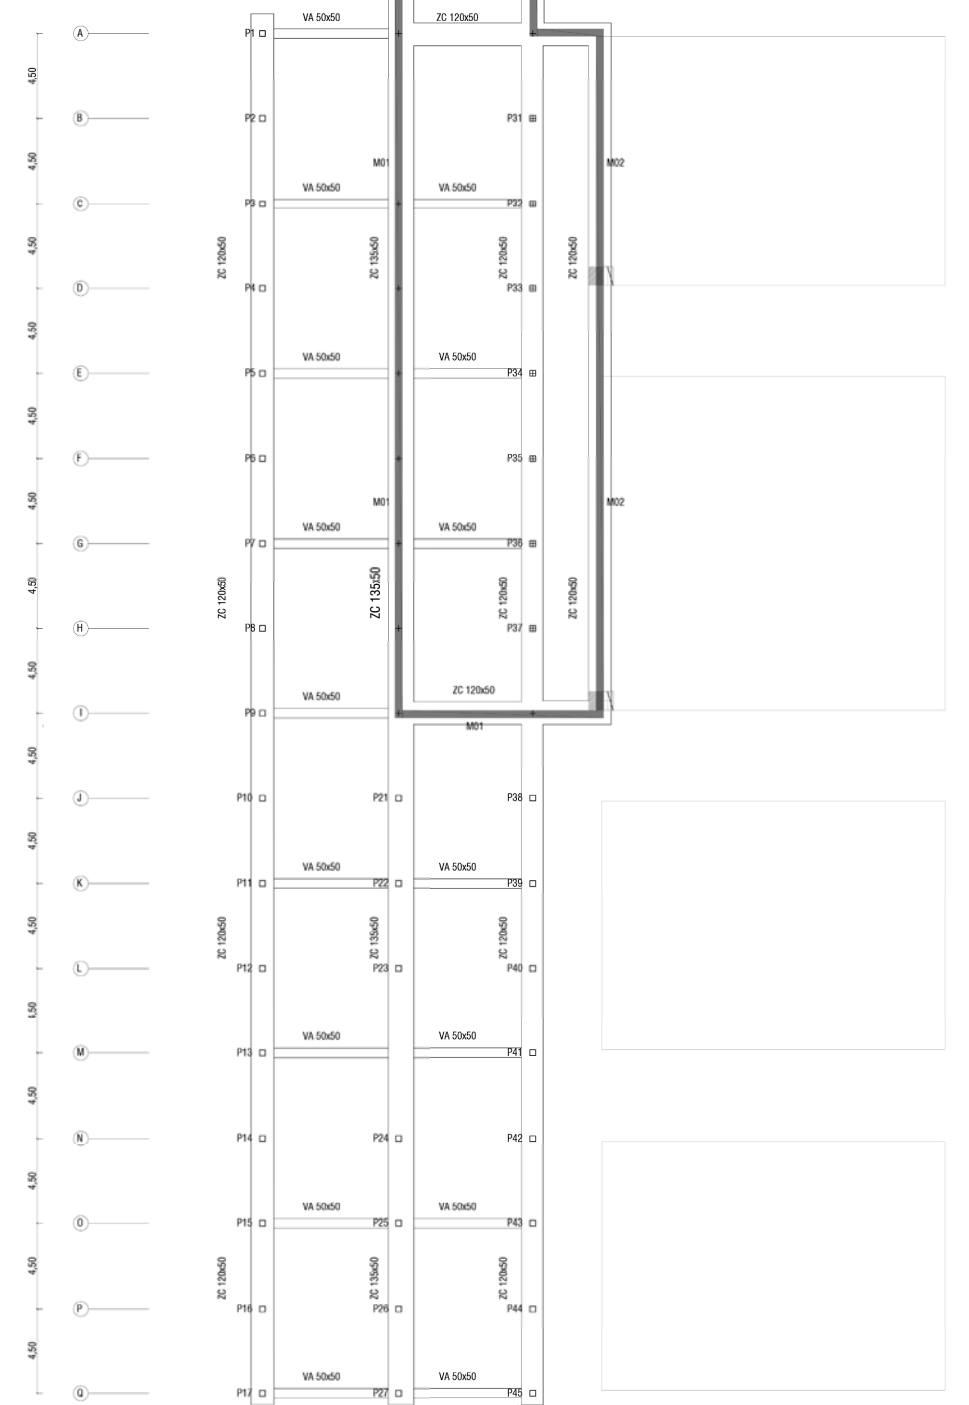 VA 50x50 ZC 120x50
A P1
4,50
B P2 P31
4,50 M01 M02
VA 50x50 VA 50x50
C P3 P32
4,50 ZC 120x50 ZC 135x50 ZC 120x50 ZC 120x50
D P4 P33
4,50
VA 50x50 VA 50x50
E P5 P34
4,50
F P6 P35
4,50 M01 M02
VA 50x50 VA 50x50
G P7 P36
4,50 ZC 120x50 ZC 135x50 ZC 120x50 ZC 120x50
H P8 P37
4,50
VA 50x50 ZC 120x50
I P9
M01
4,50
J P10 P21 P38
4,50
VA 50x50 VA 50x50
K P11 P22 P39
4,50 ZC 120x50 ZC 135x50 ZC 120x50
L P12 P23 P40
4,50
VA 50x50 VA 50x50
M P13 P41
4,50
N P14 P24 P42
4,50
VA 50x50 VA 50x50
O P15 P25 P43
4,50 ZC 120x50 ZC 135x50 ZC 120x50
P P16 P26 P44
4,50
VA 50x50 VA 50x50
Q P17 P27 P45